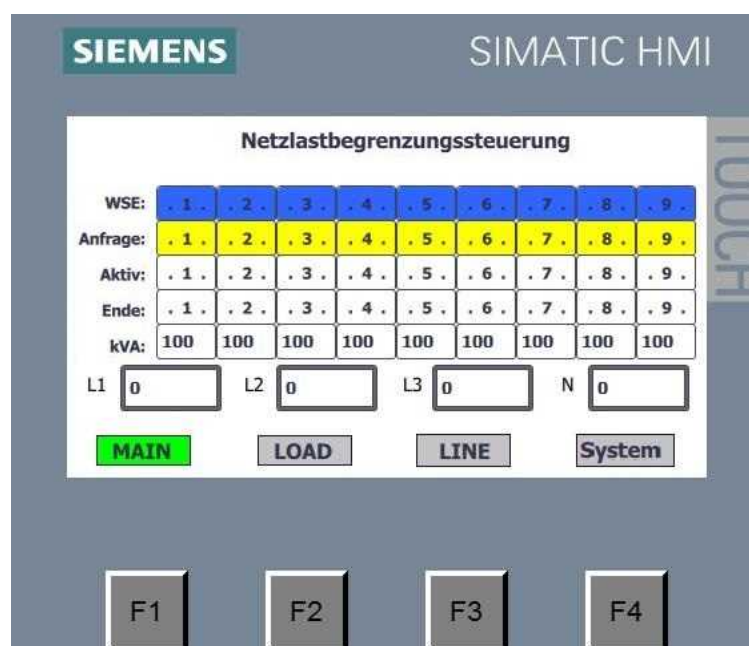 SIEMENS SIMATIC HMI
TOUCH
Netzlastbegrenzungssteuerung
WSE: . 1 . . 2 . . 3 . . 4 . . 5 . . 6 . . 7 . . 8 . . 9 .
Anfrage: . 1 . . 2 . . 3 . . 4 . . 5 . . 6 . . 7 . . 8 . . 9 .
Aktiv: . 1 . . 2 . . 3 . . 4 . . 5 . . 6 . . 7 . . 8 . . 9 .
Ende: . 1 . . 2 . . 3 . . 4 . . 5 . . 6 . . 7 . . 8 . . 9 .
kVA: 100 100 100 100 100 100 100 100 100
L1 0 L2 0 L3 0 N 0
MAIN LOAD LINE System
F1 F2 F3 F4